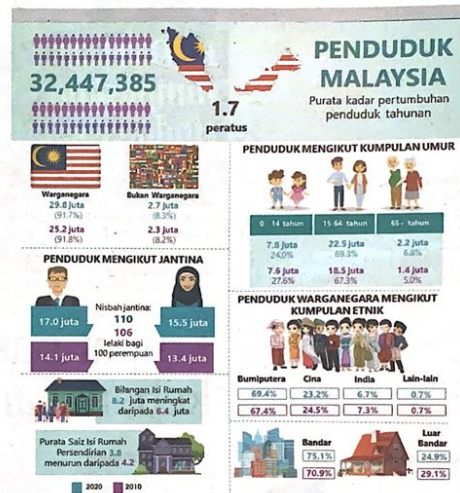 32,447,385
1.7
peratus
PENDUDUK
MALAYSIA
Purata kadar pertumbuhan
penduduk tahunan
Warganegara
29.8 juta
(91.7%)
25.2 juta
(91.8%)
Bukan Warganegara
2.7 juta
(8.3%)
2.3 juta
(8.2%)
PENDUDUK MENGIKUT JANTINA
17.0 juta
14.1 juta
Nisbah jantina:
110
106
lelaki bagi
100 perempuan
15.5 juta
13.4 juta
Bilangan Isi Rumah
8.2 juta meningkat
daripada 6.4 juta
Purata Saiz Isi Rumah
Persendirian 3.8
menurun daripada 4.2
2020 2010
PENDUDUK MENGIKUT KUMPULAN UMUR
0 14 tahun 15-64 tahun 65+ tahun
7.8 juta 22.5 juta 2.2 juta
24.0% 69.3% 6.8%
7.6 juta 18.5 juta 1.4 juta
27.6% 67.3% 5.0%
PENDUDUK WARGANEGARA MENGIKUT
KUMPULAN ETNIK
Bumiputera Cina India Lain-lain
69.4% 23.2% 6.7% 0.7%
67.4% 24.5% 7.3% 0.7%
Bandar
75.1%
70.9%
Luar
Bandar
24.9%
29.1%